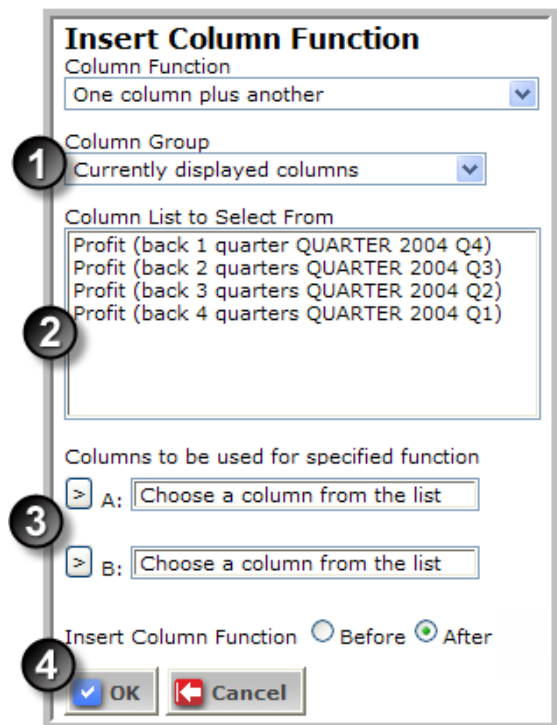 Insert Column Function
Column Function
One column plus another
Column Group
1
Currently displayed columns
Column List to Select From
Profit (back 1 quarter QUARTER 2004 Q4)
Profit (back 2 quarters QUARTER 2004 Q3)
Profit (back 3 quarters QUARTER 2004 Q2)
Profit (back 4 quarters QUARTER 2004 Q1)
2
Columns to be used for specified function
> A: Choose a column from the list
3
> B: Choose a column from the list
Insert Column Function Before After
4
OK Cancel